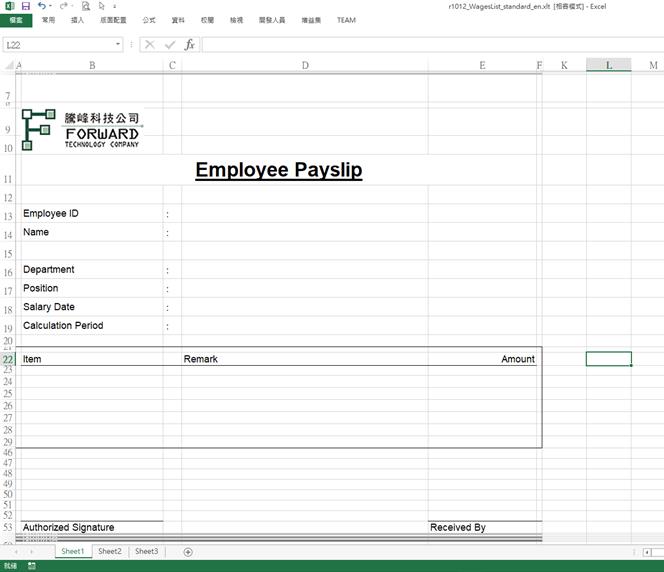 r1012_WagesList_standard_en.xlt [相容模式] - Excel
檔案 常用 插入 版面配置 公式 資料 校閱 檢視 開發人員 增益集 TEAM
L22 fx
A B C D E F K L M
7
9 騰峰科技公司
FORWARD
10 TECHNOLOGY COMPANY
11 Employee Payslip
12
13 Employee ID :
14 Name :
15
16 Department :
17 Position :
18 Salary Date :
19 Calculation Period :
20
22 Item Remark Amount
23
24
25
26
27
28
29
46
47
48
49
50
51
52
53 Authorized Signature Received By
Sheet1 Sheet2 Sheet3
就緒